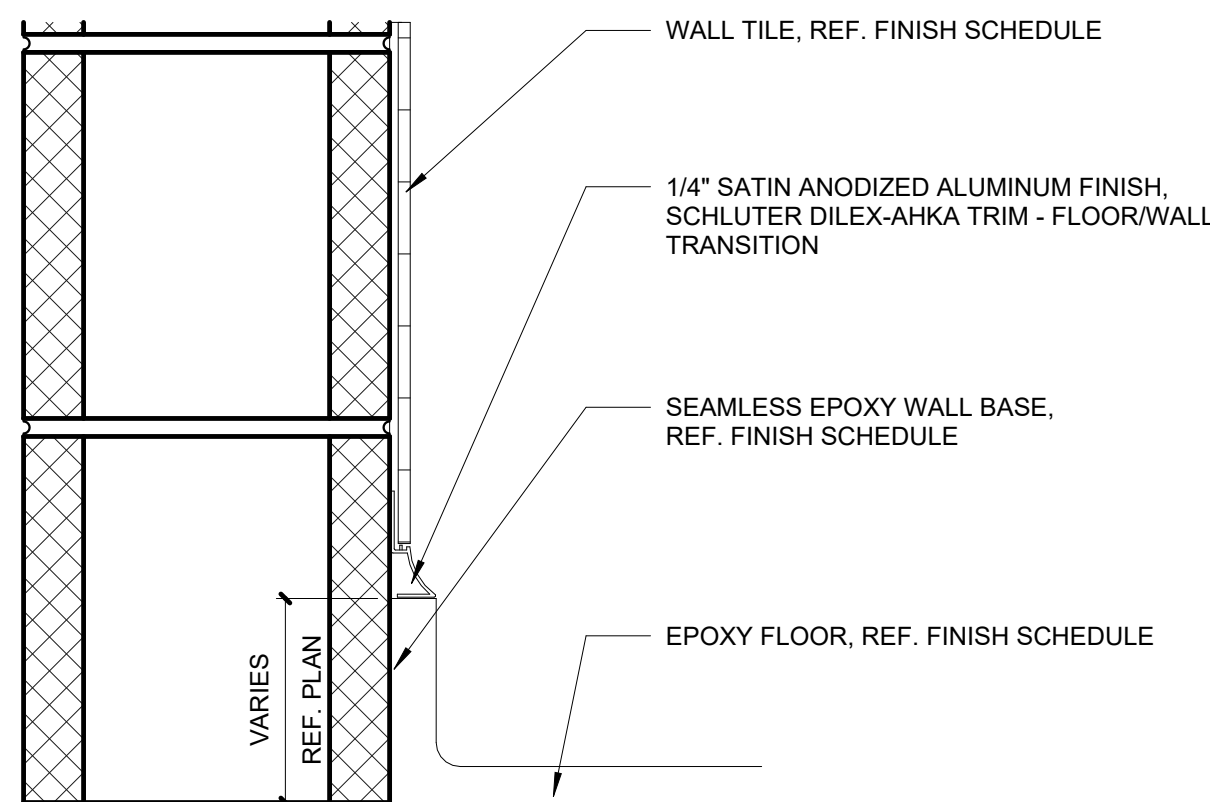 WALL TILE, REF. FINISH SCHEDULE
1/4" SATIN ANODIZED ALUMINUM FINISH,
SCHLUTER DILEX-AHKA TRIM - FLOOR/WALL
TRANSITION
SEAMLESS EPOXY WALL BASE,
REF. FINISH SCHEDULE
EPOXY FLOOR, REF. FINISH SCHEDULE
VARIES
REF. PLAN